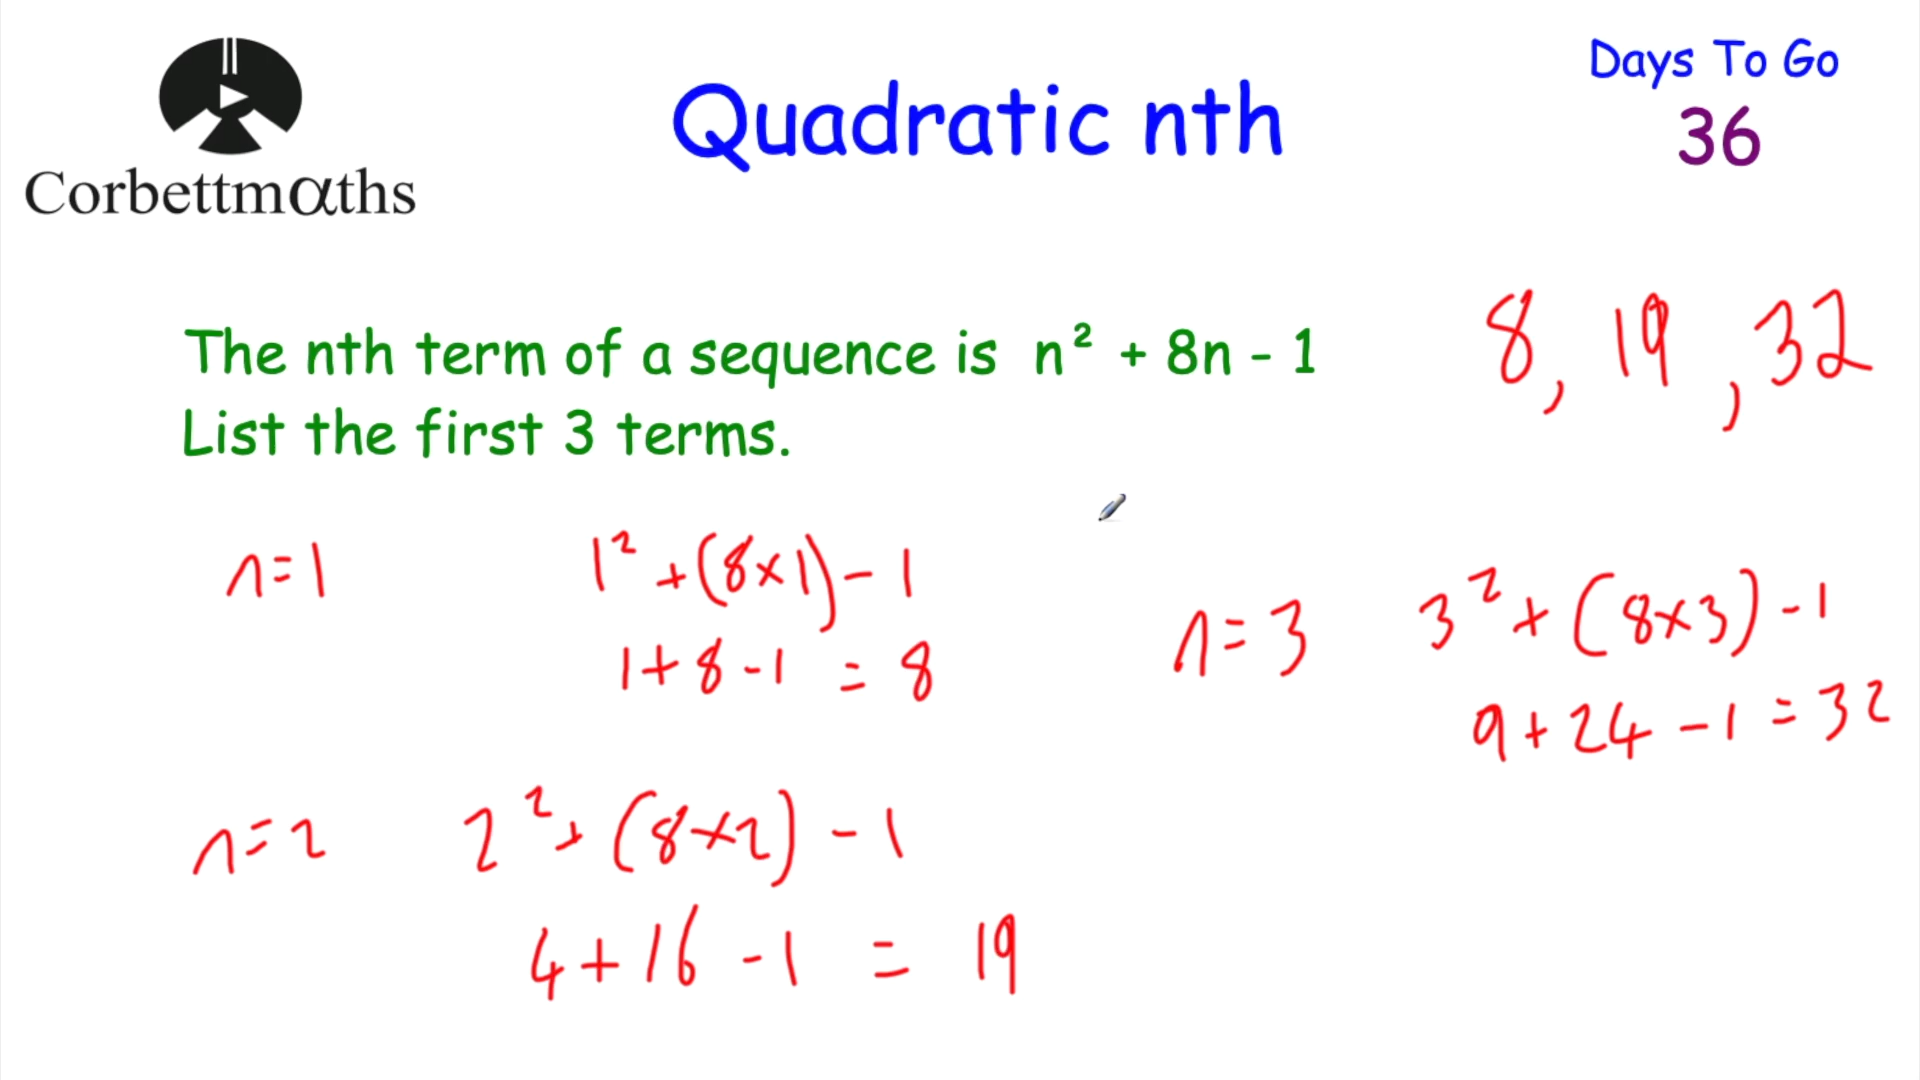 Corbettmαths
Quadratic nth
Days To Go
36
The nth term of a sequence is n² + 8n - 1
List the first 3 terms.
8, 19, 32
n=1 1² + (8×1) - 1
1+8-1 = 8
n=2 2² + (8×2) - 1
4+16-1 = 19
n=3 3² + (8×3) - 1
9+24-1=32